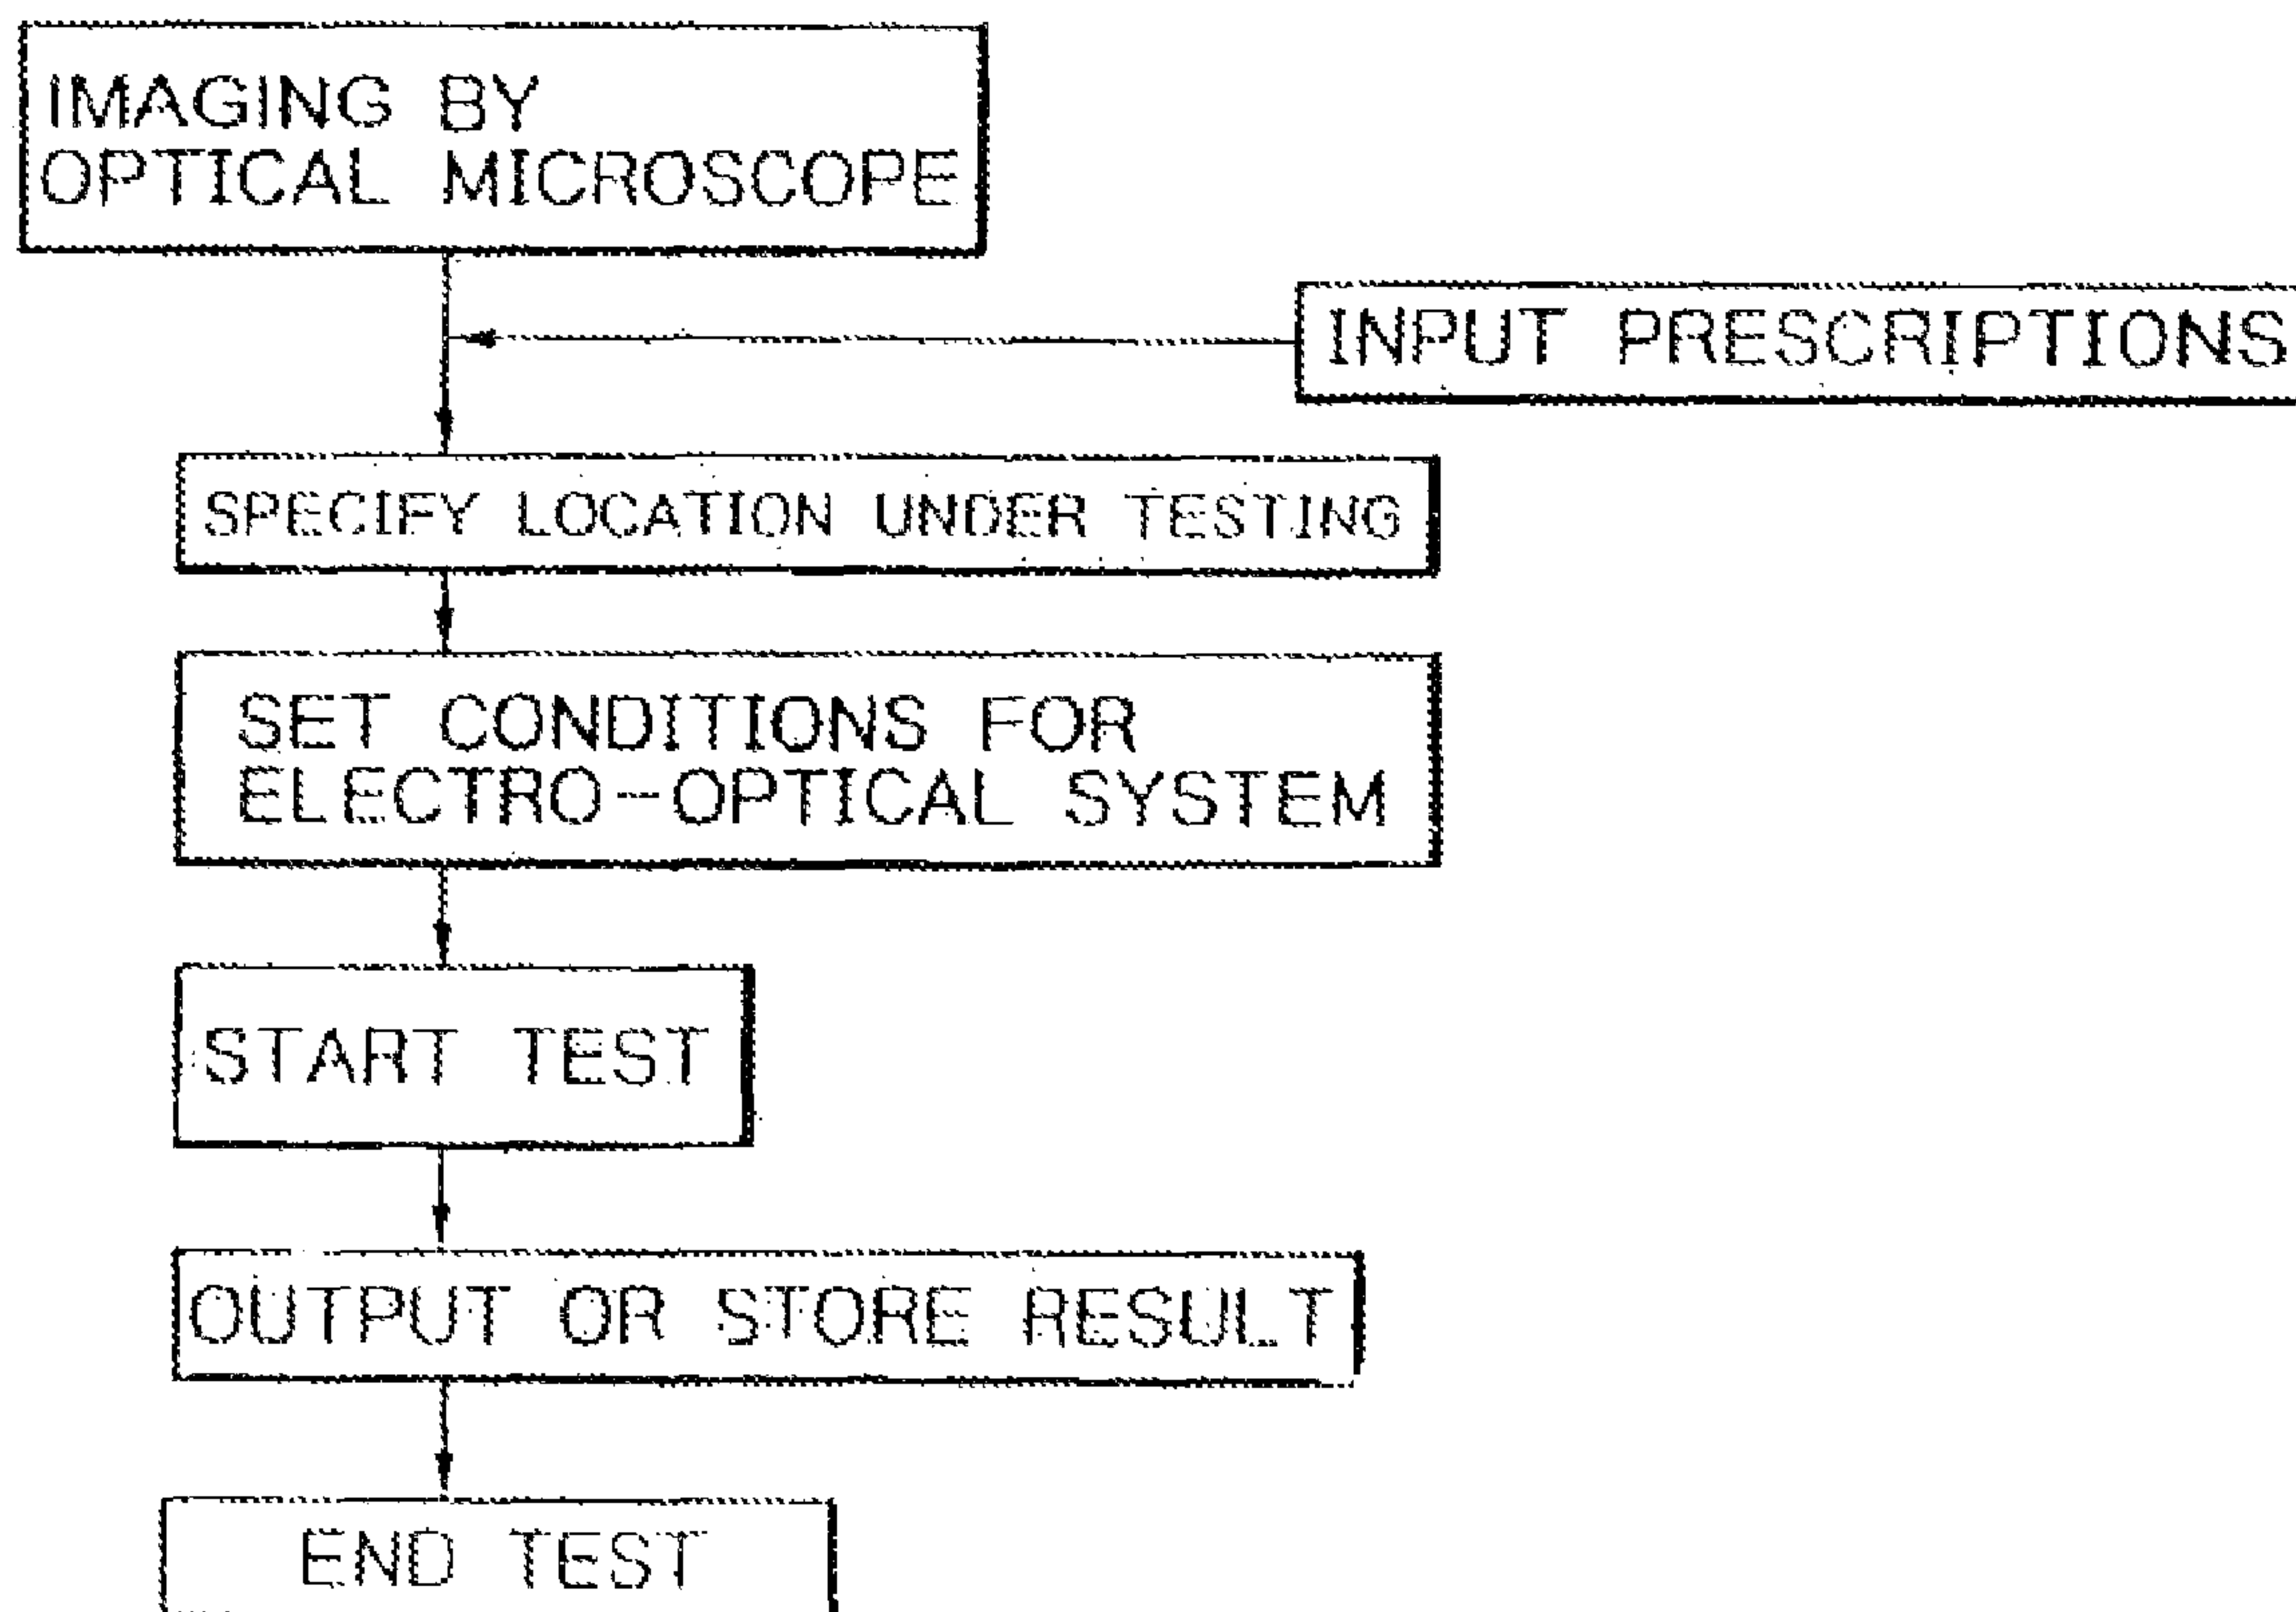 IMAGING BY
OPTICAL MICROSCOPE
INPUT PRESCRIPTIONS
SPECIFY LOCATION UNDER TESTING
SET CONDITIONS FOR
ELECTRO-OPTICAL SYSTEM
START TEST
OUTPUT OR STORE RESULT
END TEST